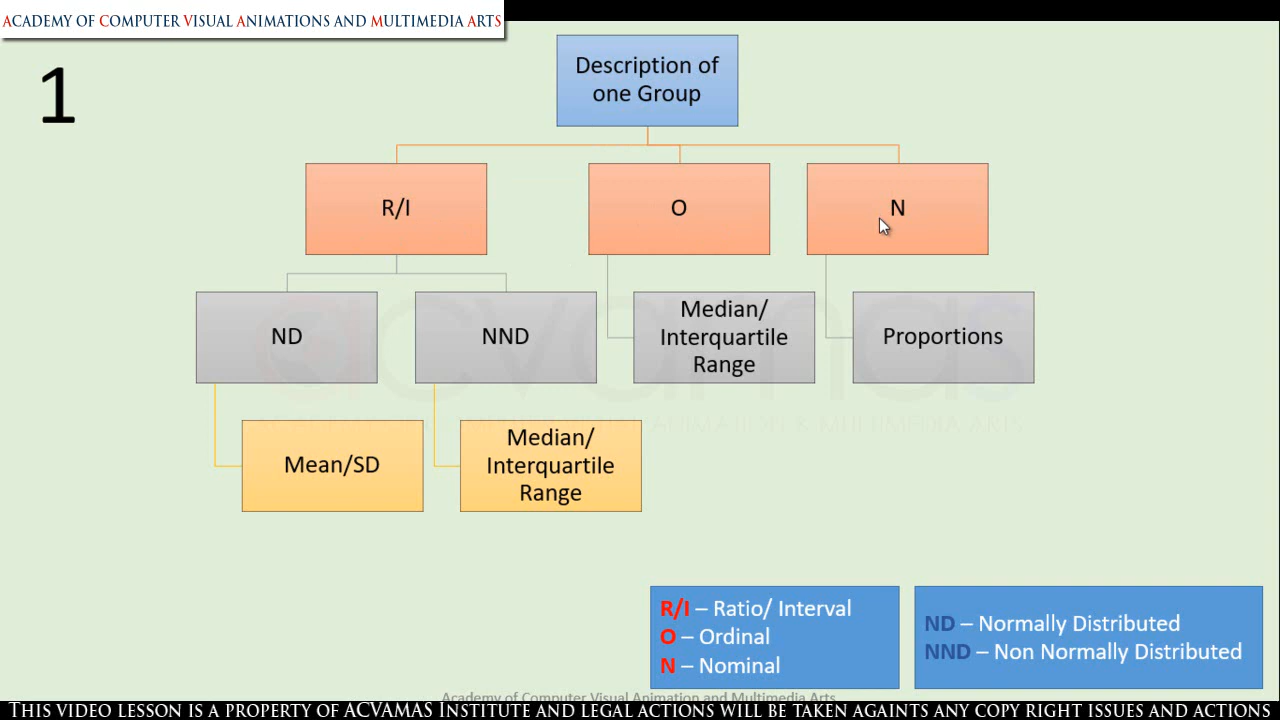 ACADEMY OF COMPUTER VISUAL ANIMATIONS AND MULTIMEDIA ARTS
1
Description of
one Group
R/I
O
N
ND
NND
Median/
Interquartile
Range
Proportions
acvamas
Mean/SD
Median/
Interquartile
Range
R/I – Ratio/ Interval
O – Ordinal
N – Nominal
ND – Normally Distributed
NND – Non Normally Distributed
Academy of Computer Visual Animation and Multimedia Arts
THIS VIDEO LESSON IS A PROPERTY OF ACVAMAS INSTITUTE AND LEGAL ACTIONS WILL BE TAKEN AGAINTS ANY COPY RIGHT ISSUES AND ACTIONS